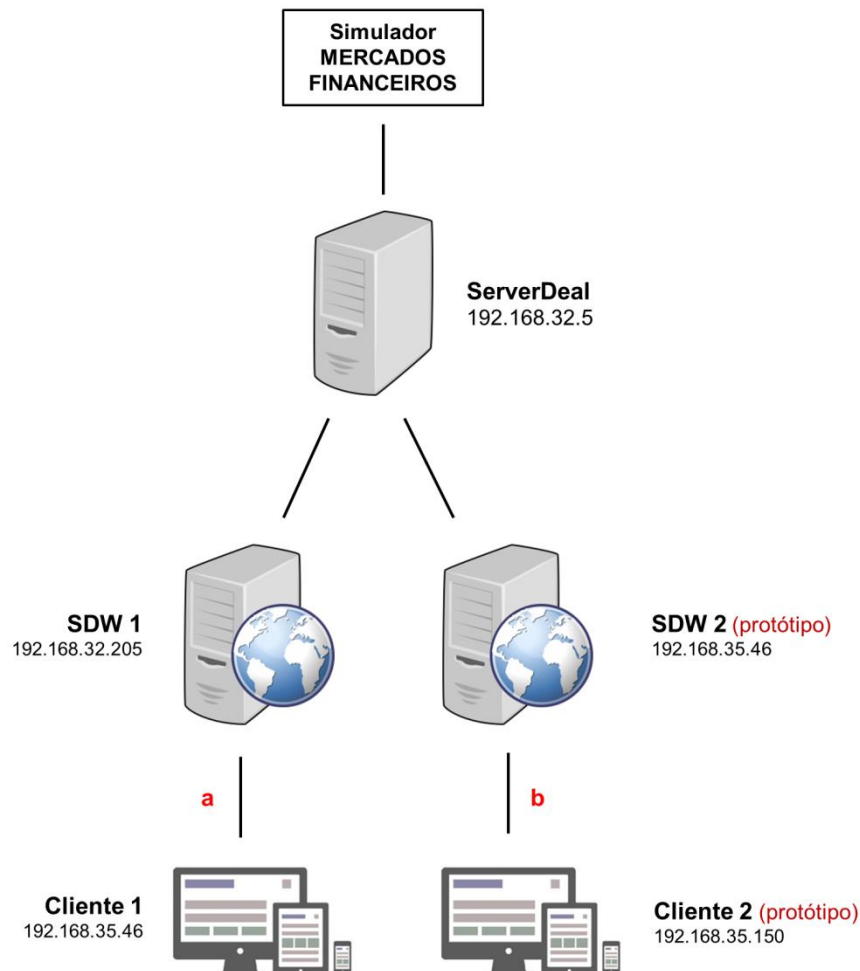 Simulador
MERCADOS
FINANCEIROS
ServerDeal
192.168.32.5
SDW 1
192.168.32.205
SDW 2 (protótipo)
192.168.35.46
a
b
Cliente 1
192.168.35.46
Cliente 2 (protótipo)
192.168.35.150